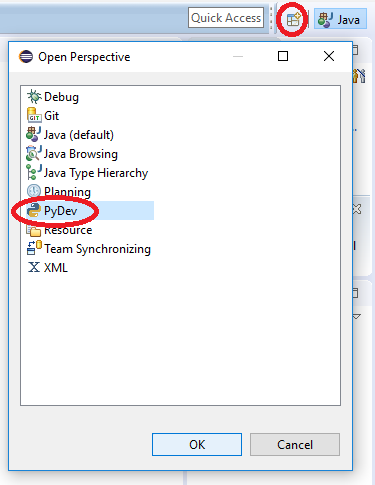 Quick Access
Java
Open Perspective
Debug
Git
Java (default)
Java Browsing
Java Type Hierarchy
Planning
PyDev
Resource
Team Synchronizing
XML
OK
Cancel